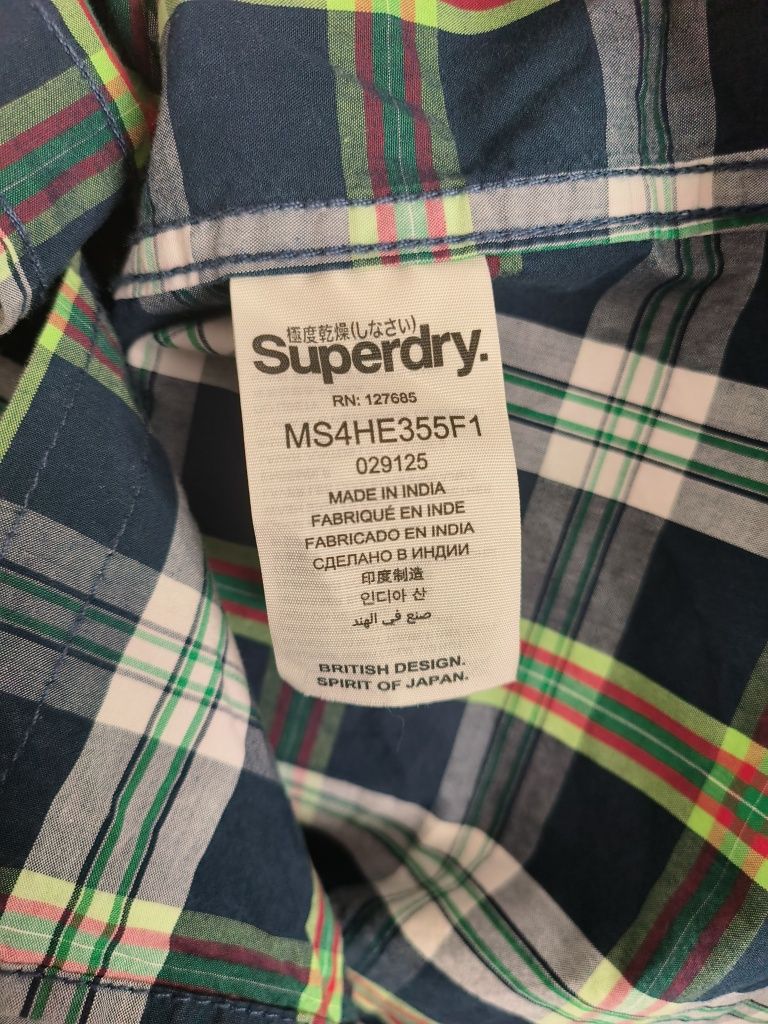 極度乾燥(しなさい)
Superdry.
RN: 127685
MS4HE355F1
029125
MADE IN INDIA
FABRIQUÉ EN INDE
FABRICADO EN INDIA
СДЕЛАНО В ИНДИИ
印度制造
인디아 산
صنع في الهند
BRITISH DESIGN.
SPIRIT OF JAPAN.